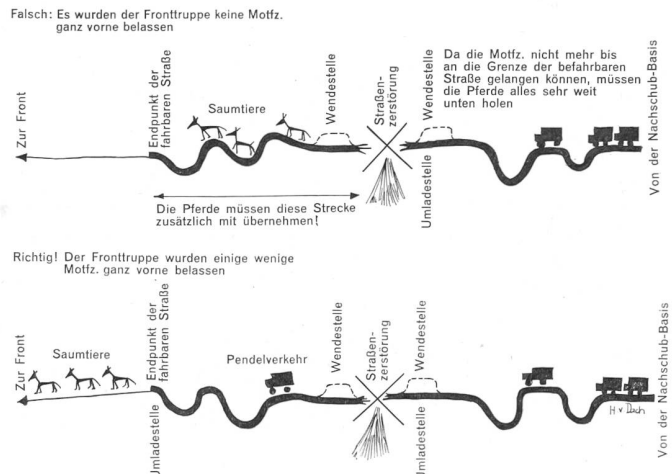 Falsch: Es wurden der Fronttruppe keine Motfz.
ganz vorne belassen
Zur Front
Endpunkt der
fahrbaren Straße
Saumtiere
Wendestelle
Straßen-
zerstörung
Wendestelle
Umladestelle
Da die Motfz. nicht mehr bis
an die Grenze der befahrbaren
Straße gelangen können, müssen
die Pferde alles sehr weit
unten holen
Von der Nachschub-Basis
Die Pferde müssen diese Strecke
zusätzlich mit übernehmen!
Richtig! Der Fronttruppe wurden einige wenige
Motfz. ganz vorne belassen
Zur Front
Saumtiere
Endpunkt der
fahrbaren Straße
Umladestelle
Pendelverkehr
Wendestelle
Straßen-
zerstörung
Wendestelle
Umladestelle
H v Dach
Von der Nachschub-Basis